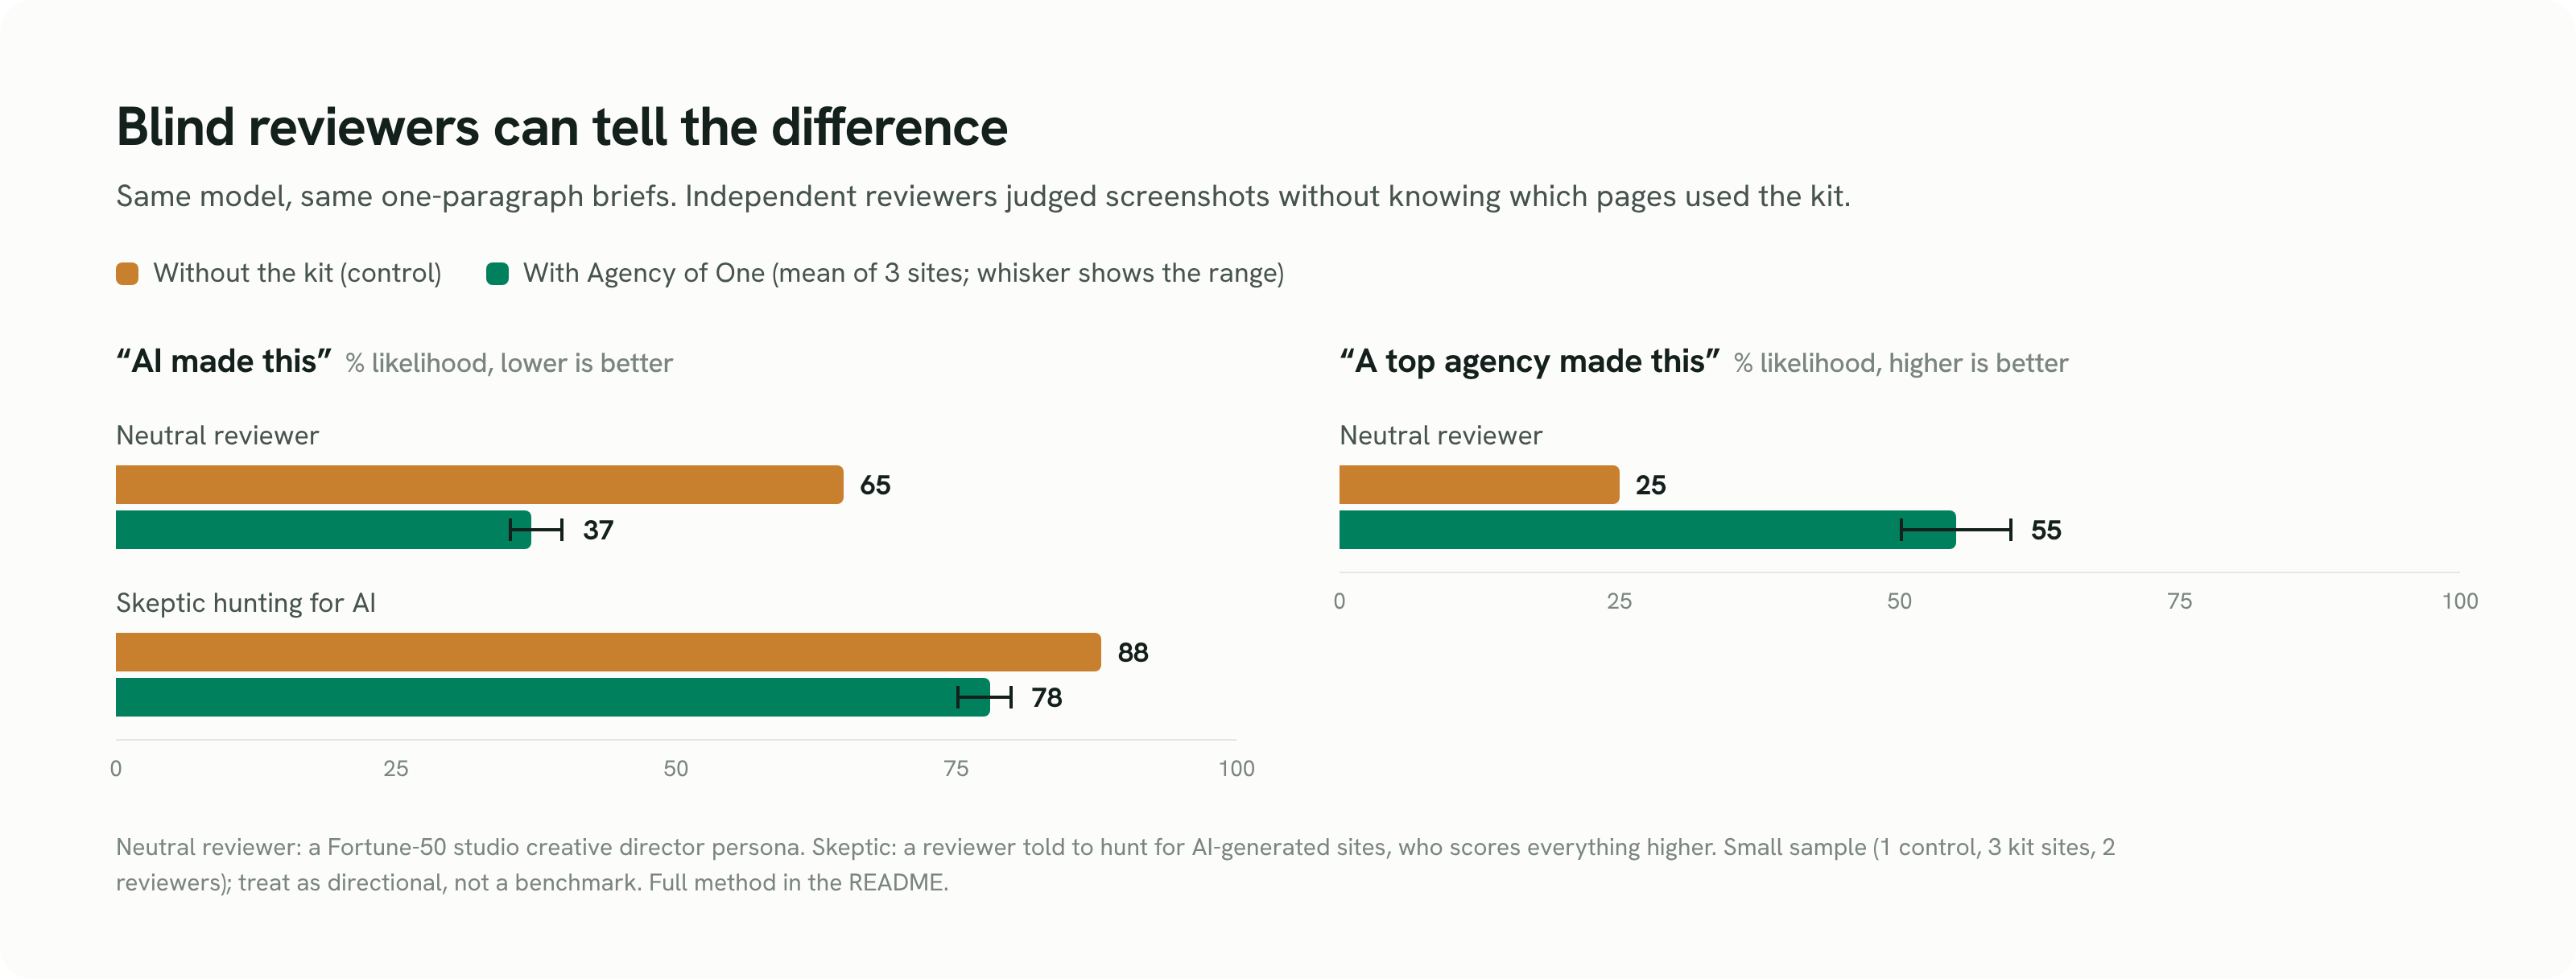 Blind reviewers can tell the difference
Same model, same one-paragraph briefs. Independent reviewers judged screenshots without knowing which pages used the kit.
Without the kit (control)
With Agency of One (mean of 3 sites; whisker shows the range)
“AI made this” % likelihood, lower is better
Neutral reviewer
65
37
Skeptic hunting for AI
88
78
0 25 50 75 100
“A top agency made this” % likelihood, higher is better
Neutral reviewer
25
55
0 25 50 75 100
Neutral reviewer: a Fortune-50 studio creative director persona. Skeptic: a reviewer told to hunt for AI-generated sites, who scores everything higher. Small sample (1 control, 3 kit sites, 2
reviewers); treat as directional, not a benchmark. Full method in the README.